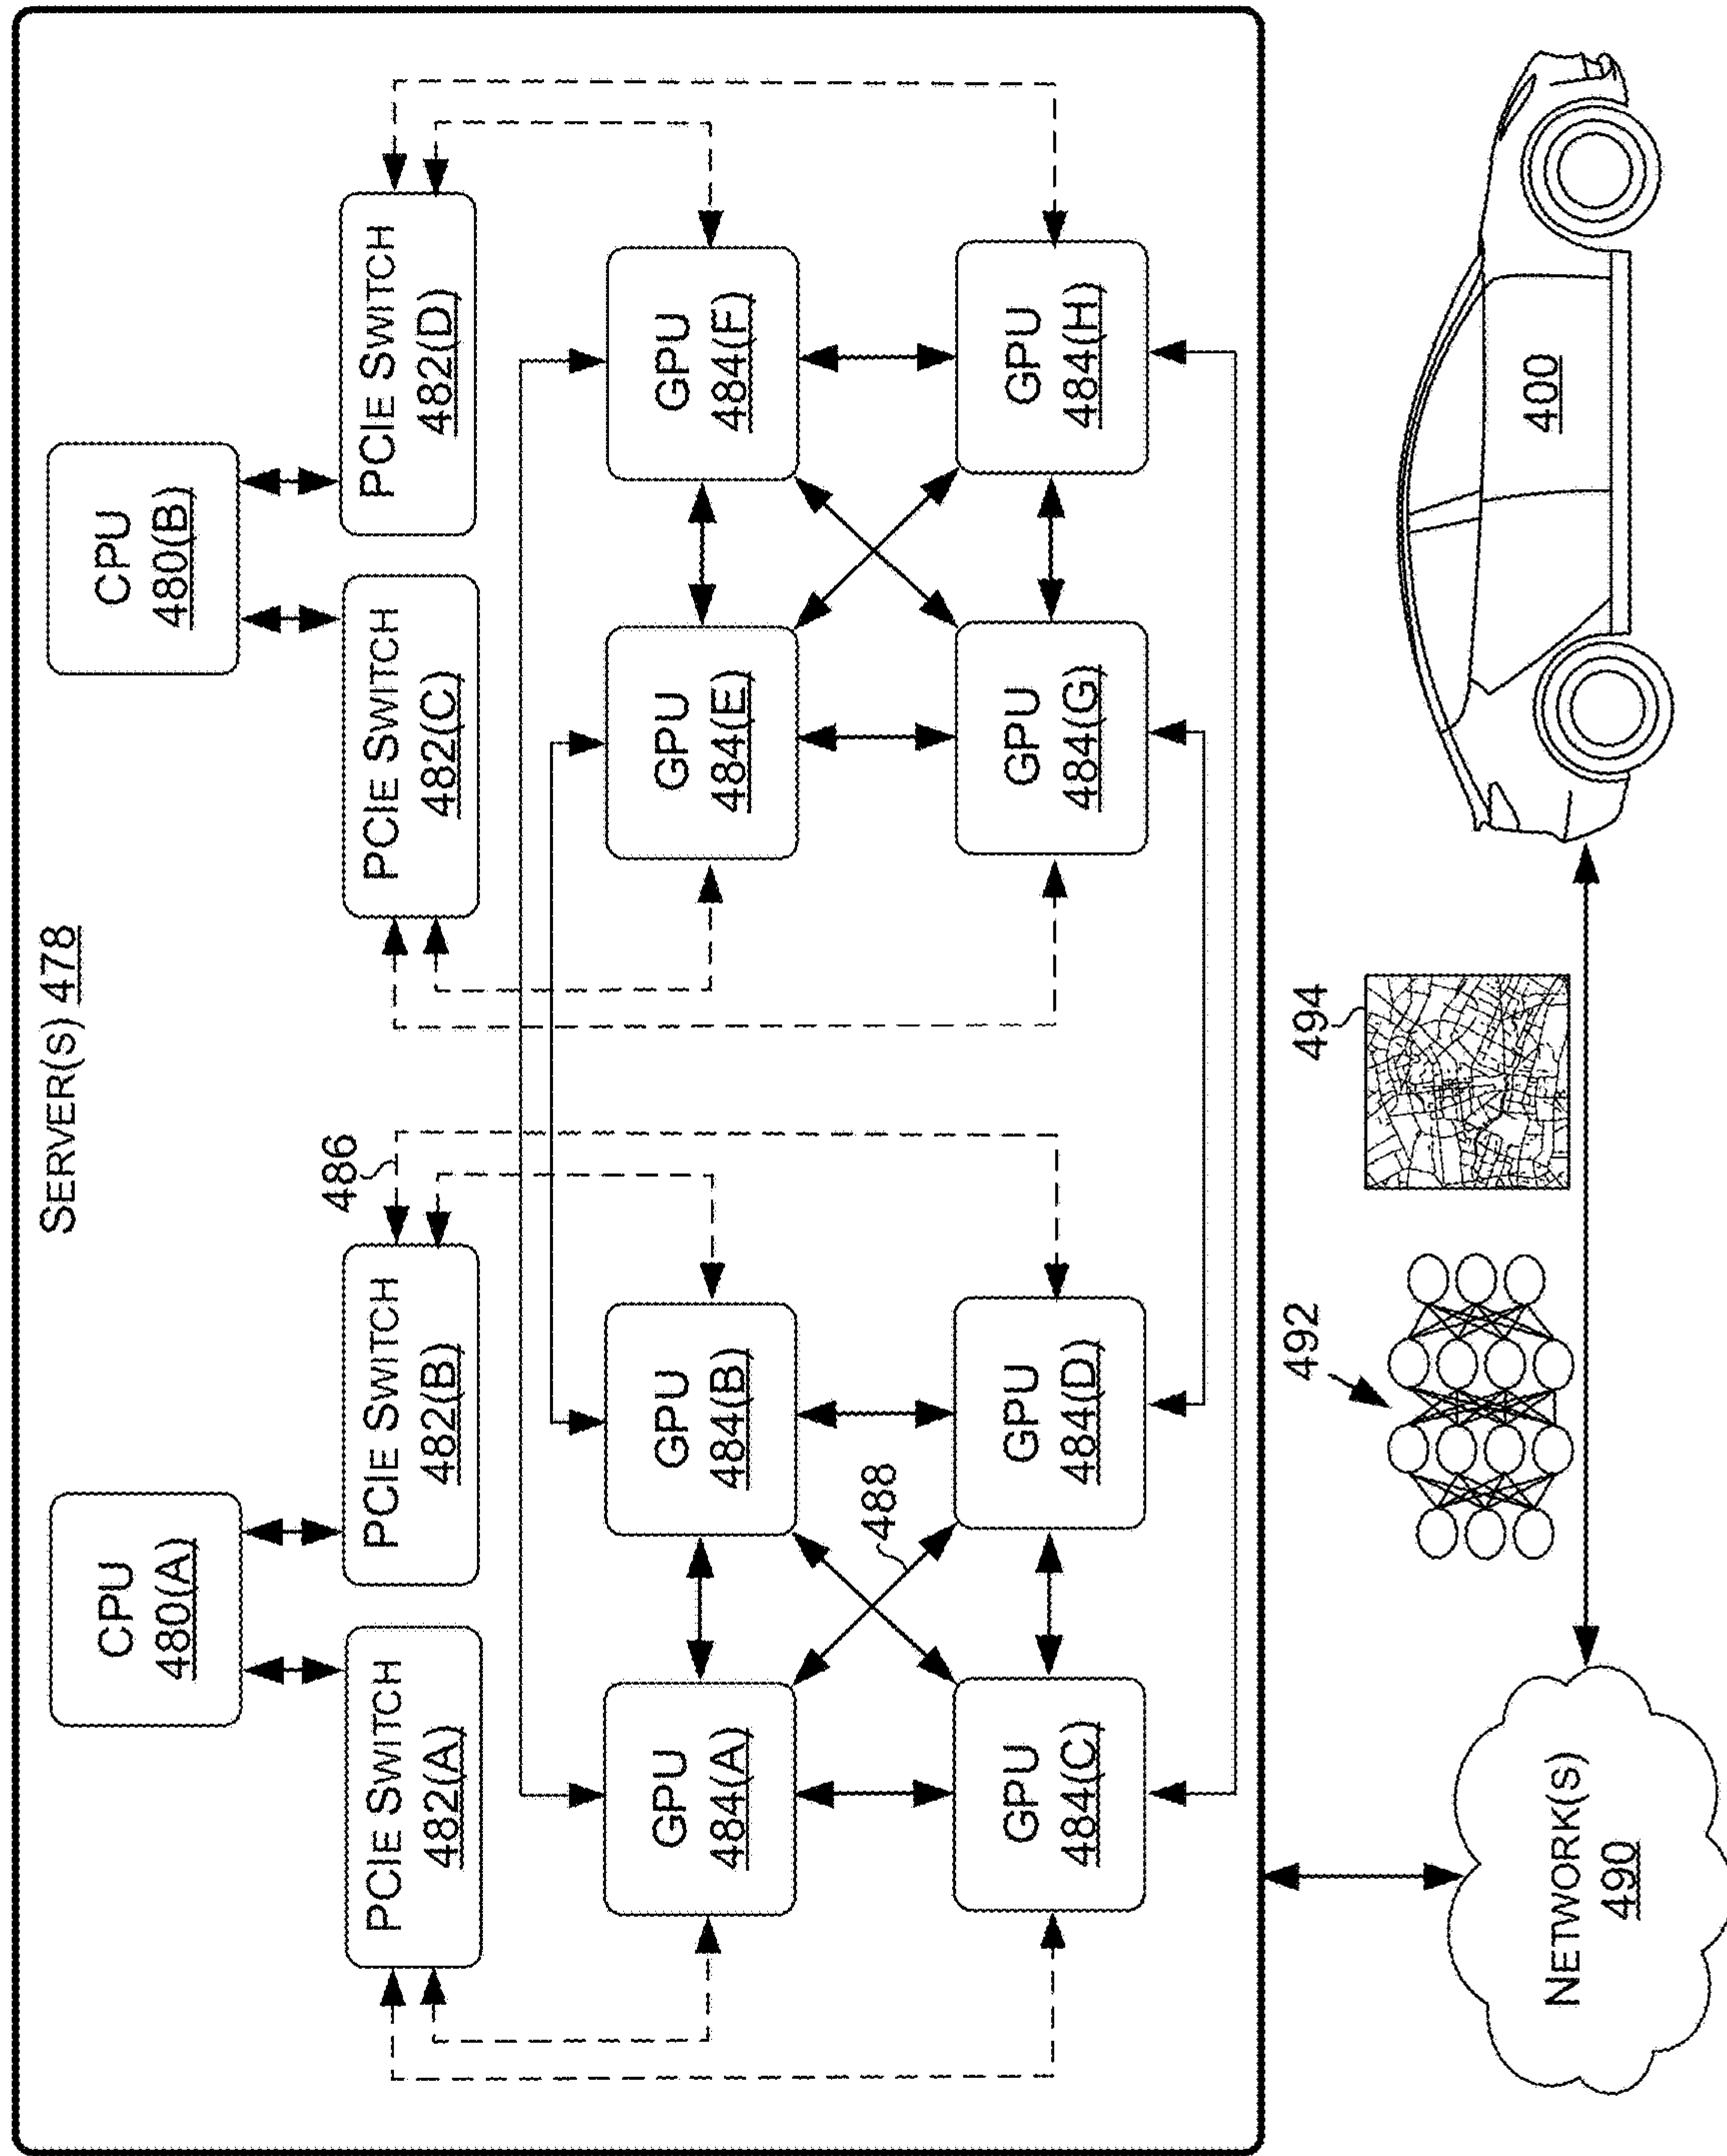 SERVER(S) 478
CPU
480(A)
CPU
480(B)
PCIE SWITCH
482(A)
PCIE SWITCH
482(B)
486
PCIE SWITCH
482(C)
PCIE SWITCH
482(D)
GPU
484(A)
GPU
484(B)
GPU
484(E)
GPU
484(F)
488
GPU
484(C)
GPU
484(D)
GPU
484(G)
GPU
484(H)
NETWORK(S)
490
492
494
400